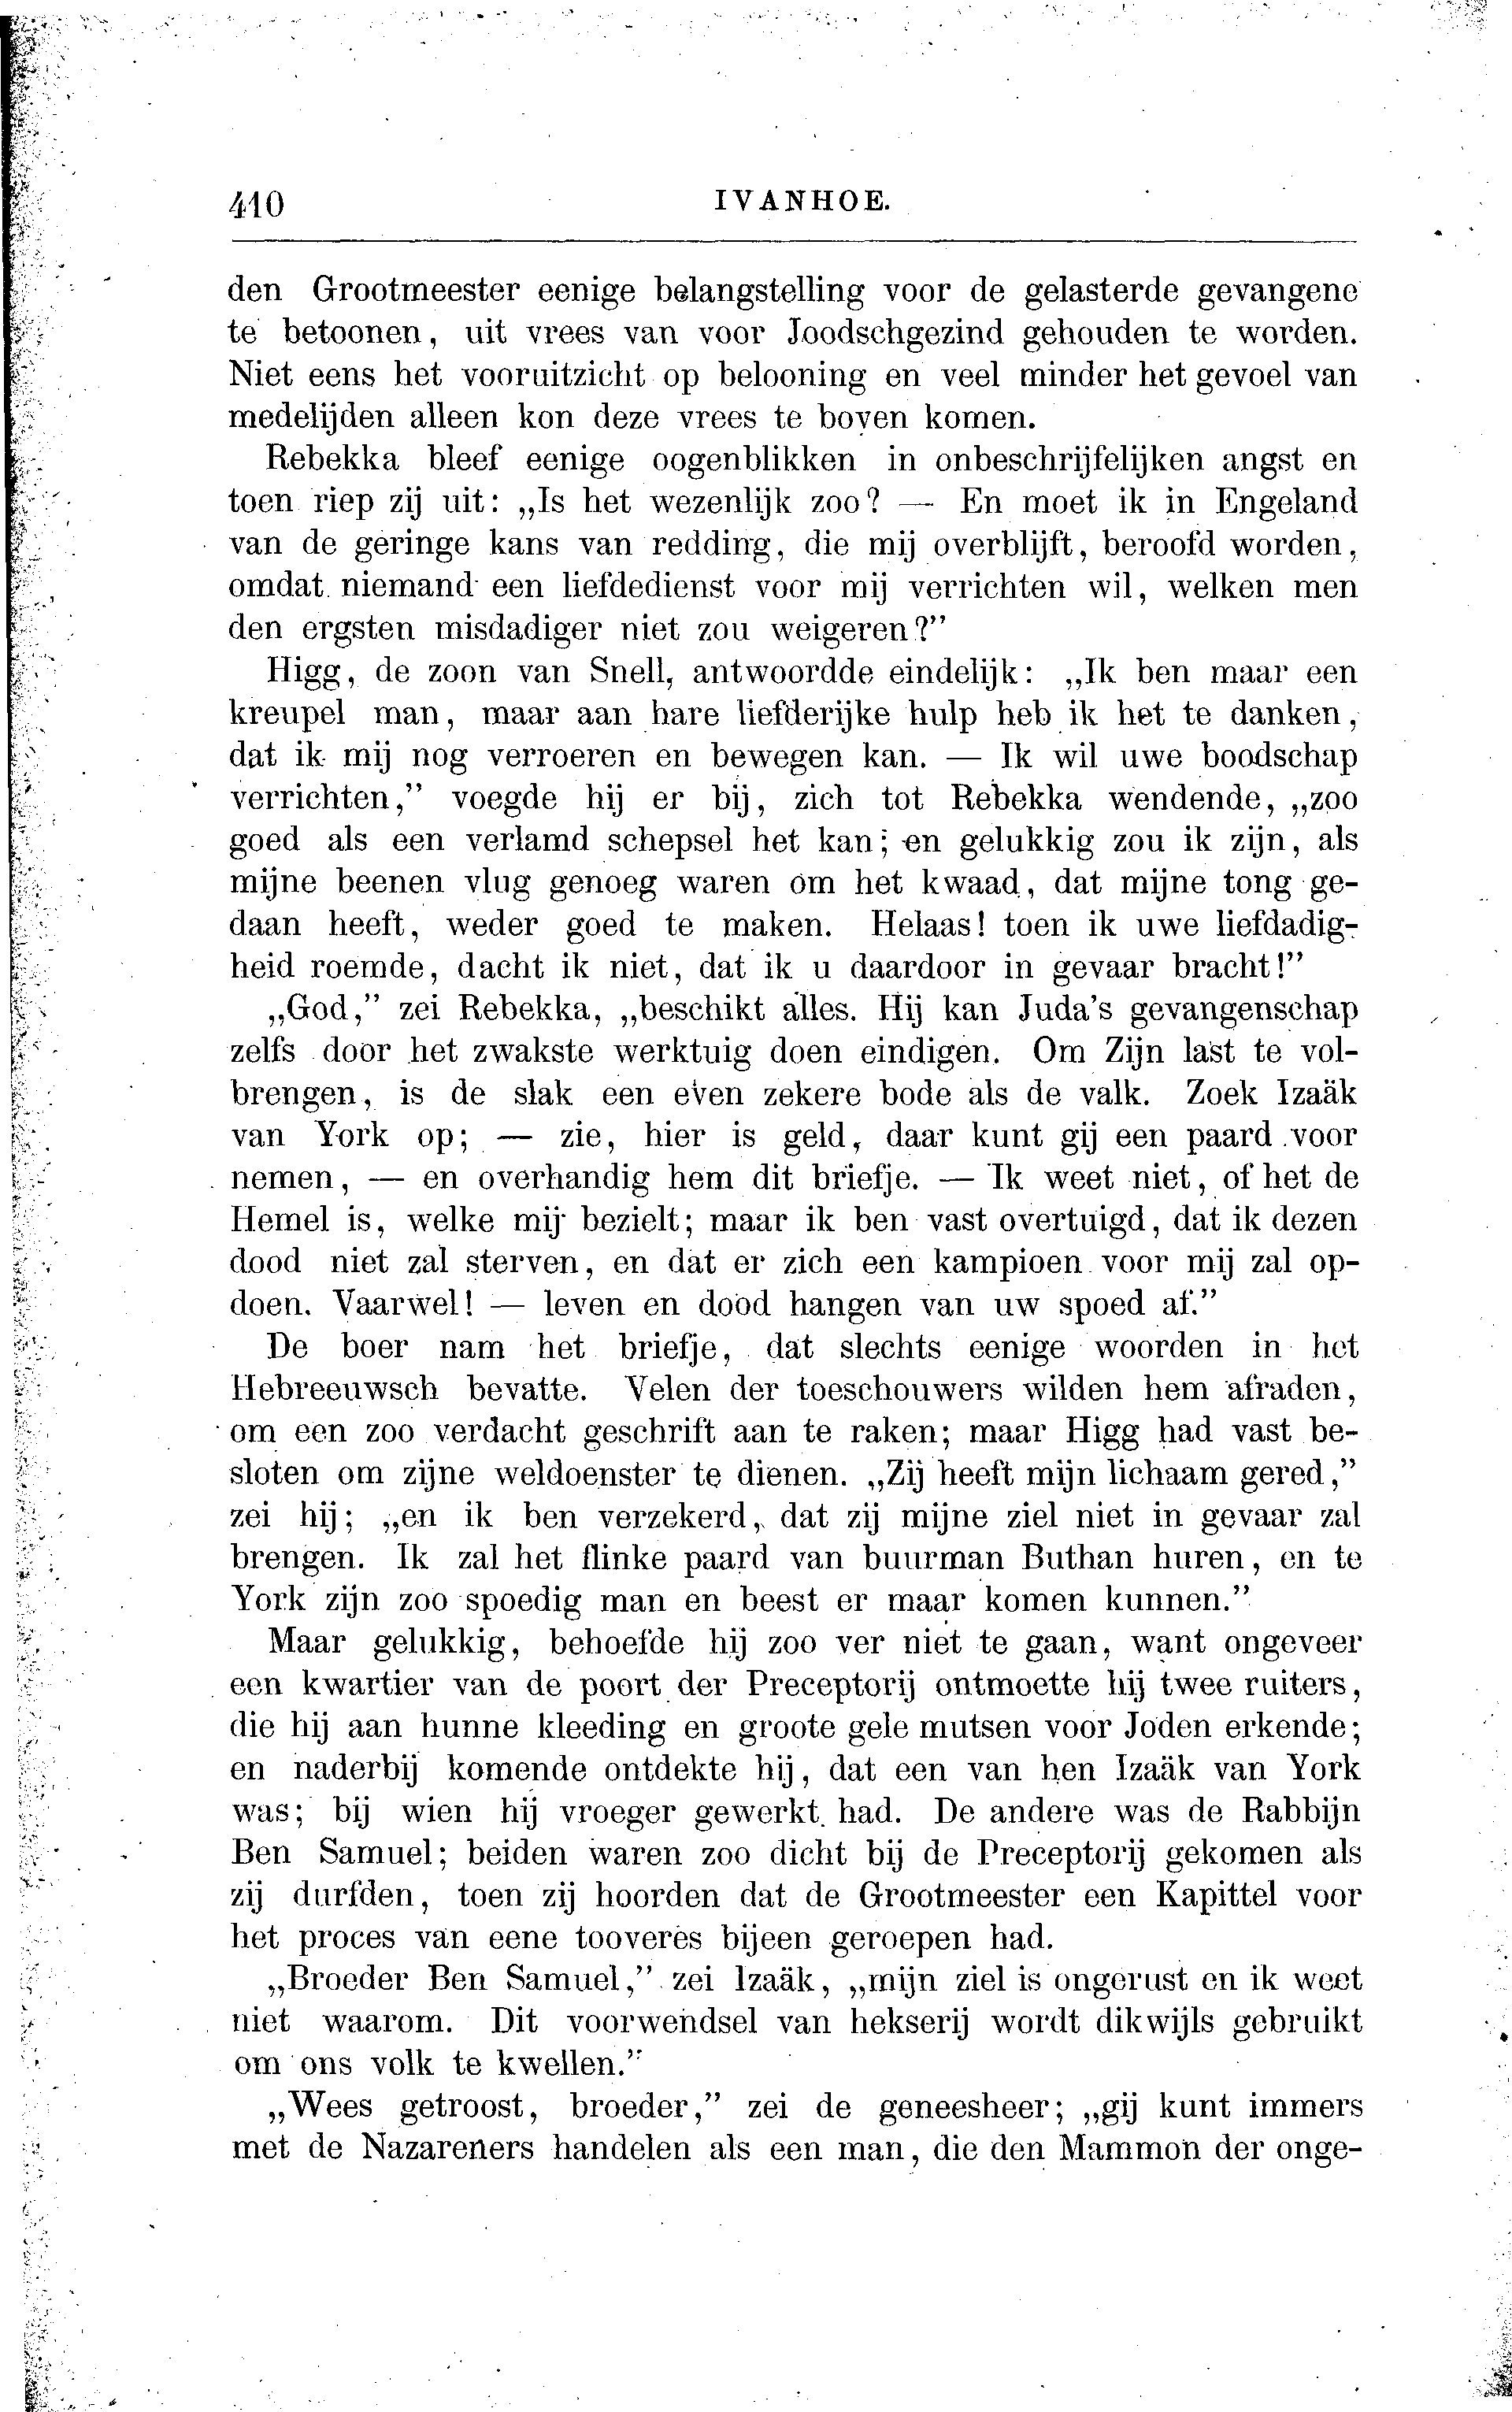 410 IVANHOE.
den Grootmeester eenige belangstelling voor de gelasterde gevangene
te betoonen, uit vrees van voor Joodschgezind gehouden te worden.
Niet eens het vooruitzicht op belooning en veel minder het gevoel van
medelijden alleen kon deze vrees te boven komen.
Rebekka bleef eenige oogenblikken in onbeschrijfelijken angst en
toen riep zij uit: „Is het wezenlijk zoo? — En moet ik in Engeland
van de geringe kans van redding, die mij overblijft, beroofd worden,
omdat niemand een liefdedienst voor mij verrichten wil, welken men
den ergsten misdadiger niet zou weigeren?”
Higg, de zoon van Snell, antwoordde eindelijk: „Ik ben maar een
kreupel man, maar aan hare liefderijke hulp heb ik het te danken,
dat ik mij nog verroeren en bewegen kan. — Ik wil uwe boodschap
verrichten,” voegde hij er bij, zich tot Rebekka wendende, „zoo
goed als een verlamd schepsel het kan; en gelukkig zou ik zijn, als
mijne beenen vlug genoeg waren om het kwaad, dat mijne tong ge-
daan heeft, weder goed te maken. Helaas! toen ik uwe liefdadig-
heid roemde, dacht ik niet, dat ik u daardoor in gevaar bracht!”
„God,” zei Rebekka, „beschikt alles. Hij kan Juda's gevangenschap
zelfs door het zwakste werktuig doen eindigen. Om Zijn last te vol-
brengen, is de slak een even zekere bode als de valk. Zoek Izaäk
van York op; — zie, hier is geld, daar kunt gij een paard voor
nemen, — en overhandig hem dit briefje. — Ik weet niet, of het de
Hemel is, welke mij bezielt; maar ik ben vast overtuigd, dat ik dezen
dood niet zal sterven, en dat er zich een kampioen voor mij zal op-
doen. Vaarwel! — leven en dood hangen van uw spoed af.”
De boer nam het briefje, dat slechts eenige woorden in het
Hebreeuwsch bevatte. Velen der toeschouwers wilden hem afraden,
om een zoo verdacht geschrift aan te raken; maar Higg had vast be-
sloten om zijne weldoenster te dienen. „Zij heeft mijn lichaam gered,”
zei hij; „en ik ben verzekerd, dat zij mijne ziel niet in gevaar zal
brengen. Ik zal het flinke paard van buurman Buthan huren, en te
York zijn zoo spoedig man en beest er maar komen kunnen.”
Maar gelukkig, behoefde hij zoo ver niet te gaan, want ongeveer
een kwartier van de poort der Preceptorij ontmoette hij twee ruiters,
die hij aan hunne kleeding en groote gele mutsen voor Joden erkende;
en naderbij komende ontdekte hij, dat een van hen Izaäk van York
was; bij wien hij vroeger gewerkt had. De andere was de Rabbijn
Ben Samuel; beiden waren zoo dicht bij de Preceptorij gekomen als
zij durfden, toen zij hoorden dat de Grootmeester een Kapittel voor
het proces van eene tooveres bijeen geroepen had.
„Broeder Ben Samuel,” zei Izaäk, „mijn ziel is ongerust en ik weet
niet waarom. Dit voorwendsel van hekserij wordt dikwijls gebruikt
om ons volk te kwellen.”
„Wees getroost, broeder,” zei de geneesheer; „gij kunt immers
met de Nazareners handelen als een man, die den Mammon der onge-